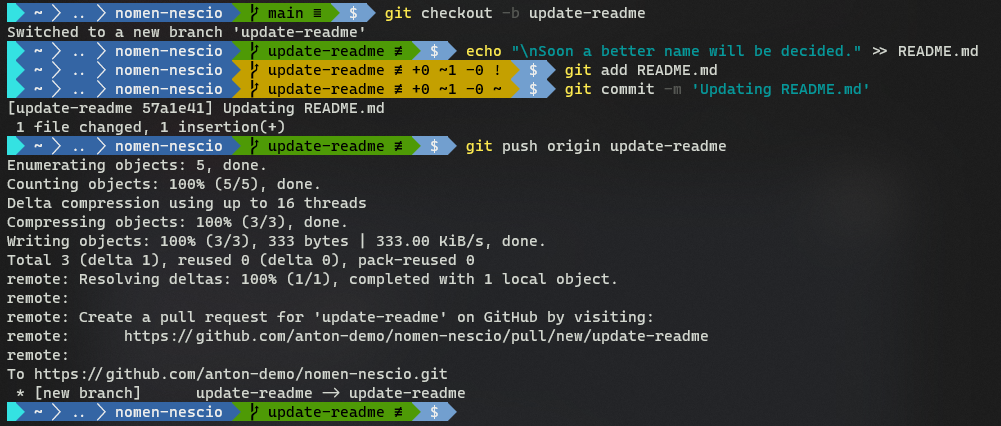 ~ .. nomen-nescio main ≡ $ git checkout -b update-readme
Switched to a new branch 'update-readme'
~ .. nomen-nescio update-readme ≢ $ echo "\nSoon a better name will be decided." >> README.md
~ .. nomen-nescio update-readme ≢ +0 ~1 -0 ! $ git add README.md
~ .. nomen-nescio update-readme ≢ +0 ~1 -0 ~ $ git commit -m 'Updating README.md'
[update-readme 57a1e41] Updating README.md
 1 file changed, 1 insertion(+)
~ .. nomen-nescio update-readme ≢ $ git push origin update-readme
Enumerating objects: 5, done.
Counting objects: 100% (5/5), done.
Delta compression using up to 16 threads
Compressing objects: 100% (3/3), done.
Writing objects: 100% (3/3), 333 bytes | 333.00 KiB/s, done.
Total 3 (delta 1), reused 0 (delta 0), pack-reused 0
remote: Resolving deltas: 100% (1/1), completed with 1 local object.
remote:
remote: Create a pull request for 'update-readme' on GitHub by visiting:
remote:      https://github.com/anton-demo/nomen-nescio/pull/new/update-readme
remote:
To https://github.com/anton-demo/nomen-nescio.git
 * [new branch]      update-readme -> update-readme
~ .. nomen-nescio update-readme ≢ $